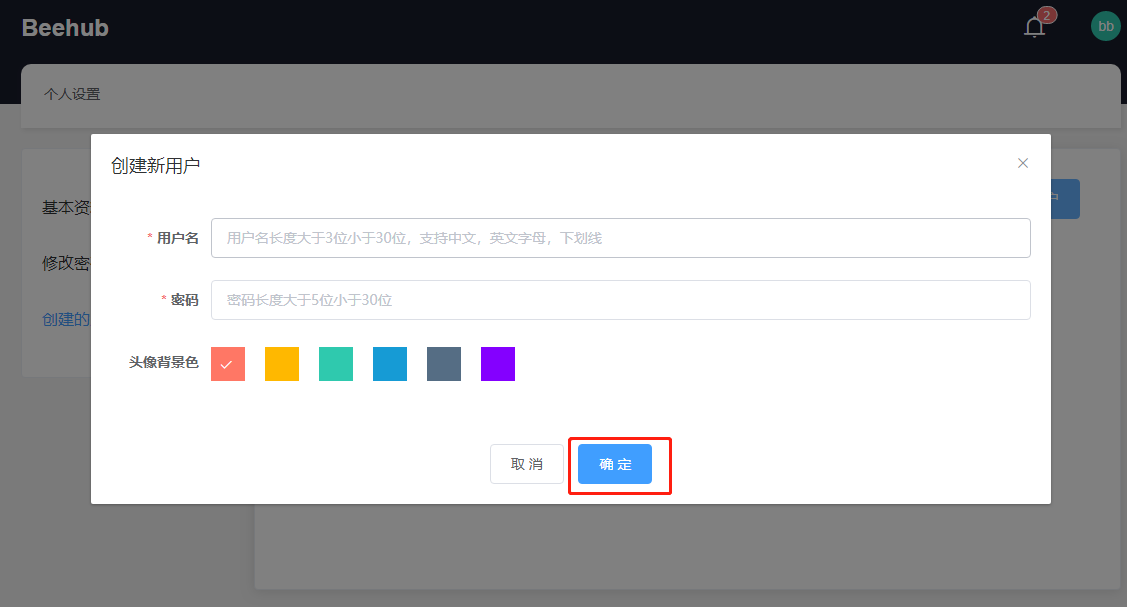 Beehub
2
bb
个人设置
创建新用户
基本资
户
* 用户名
用户名长度大于3位小于30位，支持中文，英文字母，下划线
修改密
* 密码
密码长度大于5位小于30位
创建的
头像背景色
取 消
确 定